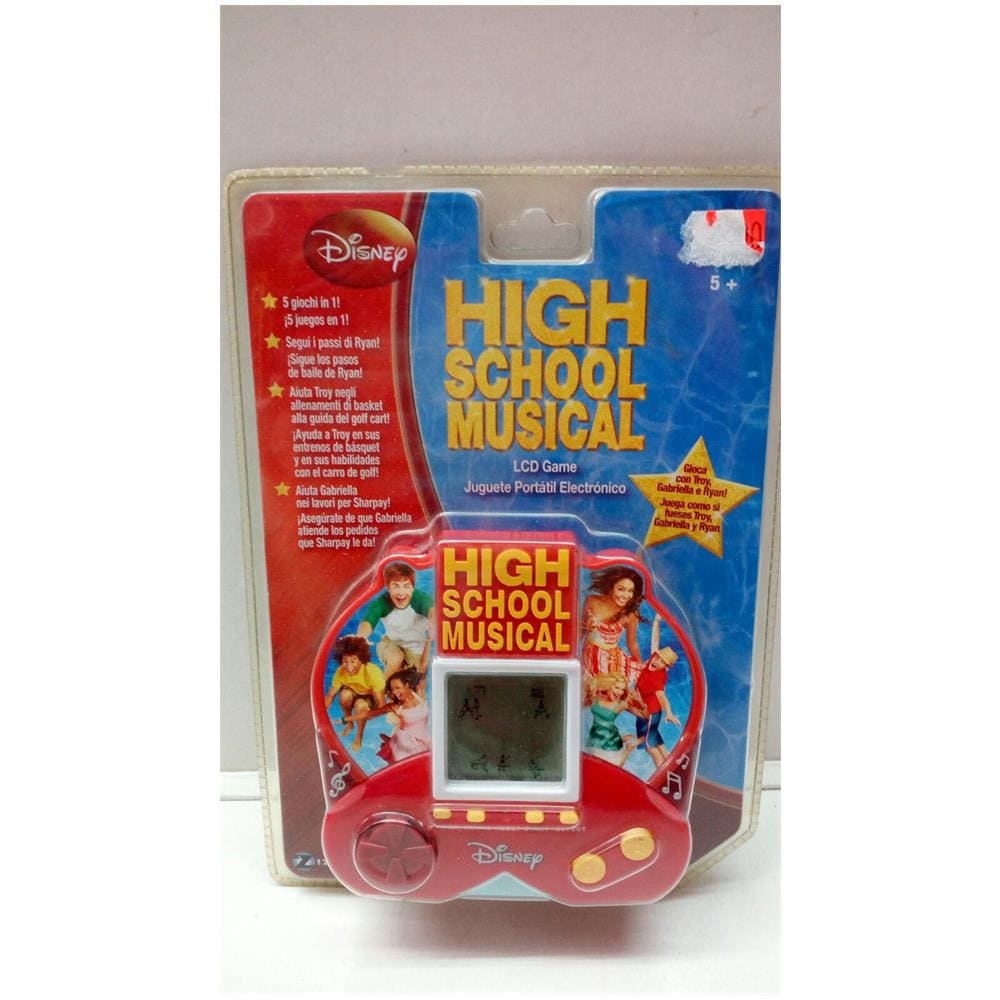 Disney
5 giochi in 1!
¡5 juegos en 1!
Segui i passi di Ryan!
¡Sigue los pasos
de baile de Ryan!
Aiuta Troy negli
allenamenti di basket
alla guida del golf cart!
¡Ayuda a Troy en sus
entrenos de básquet
y en sus habilidades
con el carro de golf!
Aiuta Gabriella
nei lavori per Sharpay!
¡Asegúrate de que Gabriella
atiende los pedidos
que Sharpay le da!
5 +
HIGH
SCHOOL
MUSICAL
LCD Game
Juguete Portátil Electrónico
Gioca
con Troy,
Gabriella e Ryan!
Juega como si
fueses Troy,
Gabriella y Ryan
HIGH
SCHOOL
MUSICAL
SELECT
Disney
Z